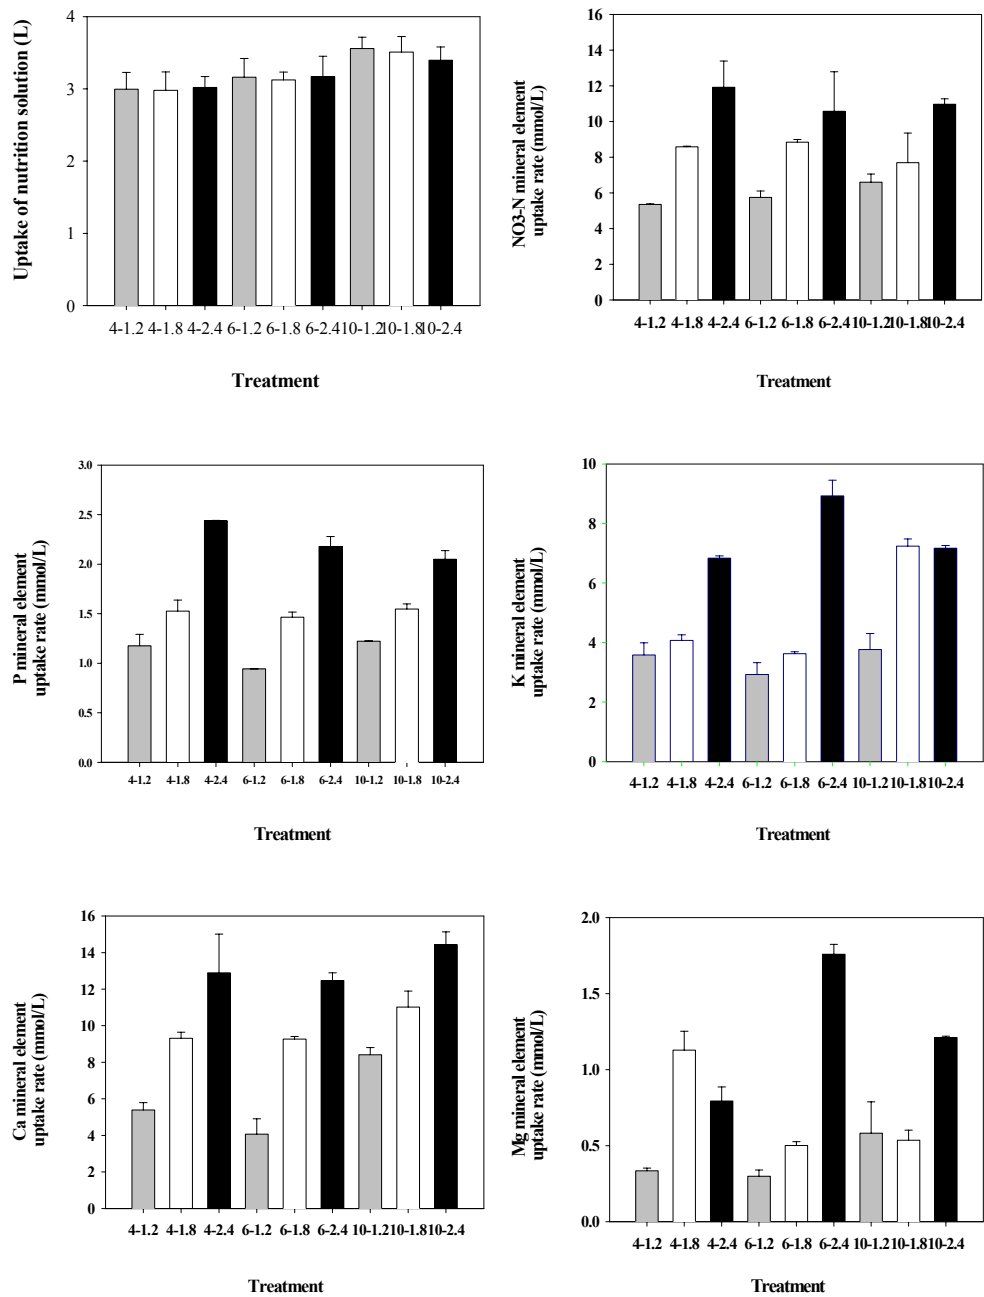 Uptake of nutrition solution (L)
4
3
2
1
0
4-1.2 4-1.8 4-2.4 6-1.2 6-1.8 6-2.4 10-1.2 10-1.8 10-2.4
Treatment
NO3-N mineral element
uptake rate (mmol/L)
16
14
12
10
8
6
4
2
0
4-1.2 4-1.8 4-2.4 6-1.2 6-1.8 6-2.4 10-1.2 10-1.8 10-2.4
Treatment
P mineral element
uptake rate (mmol/L)
3.0
2.5
2.0
1.5
1.0
0.5
0.0
4-1.2 4-1.8 4-2.4 6-1.2 6-1.8 6-2.4 10-1.2 10-1.8 10-2.4
Treatment
K mineral element
uptake rate (mmol/L)
10
8
6
4
2
0
4-1.2 4-1.8 4-2.4 6-1.2 6-1.8 6-2.4 10-1.2 10-1.8 10-2.4
Treatment
Ca mineral element
uptake rate (mmol/L)
16
14
12
10
8
6
4
2
0
4-1.2 4-1.8 4-2.4 6-1.2 6-1.8 6-2.4 10-1.2 10-1.8 10-2.4
Treatment
Mg mineral element
uptake rate (mmol/L)
2.0
1.5
1.0
0.5
0.0
4-1.2 4-1.8 4-2.4 6-1.2 6-1.8 6-2.4 10-1.2 10-1.8 10-2.4
Treatment